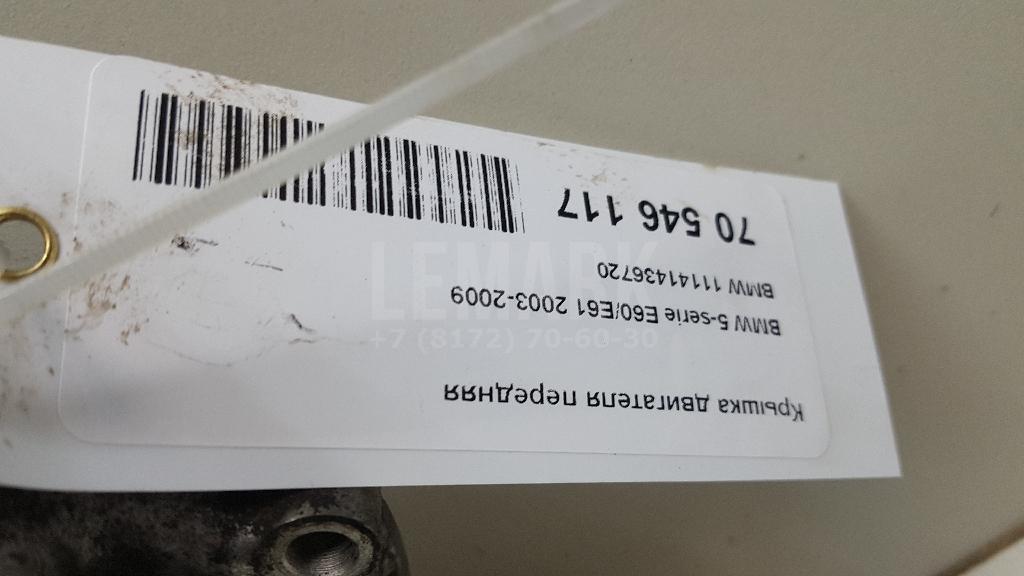 Крышка двигателя передняя
BMW 5-serie E60/E61 2003-2009
BMW 11141436720
70 546 117
LEMARK
+7 (8172) 70-60-30